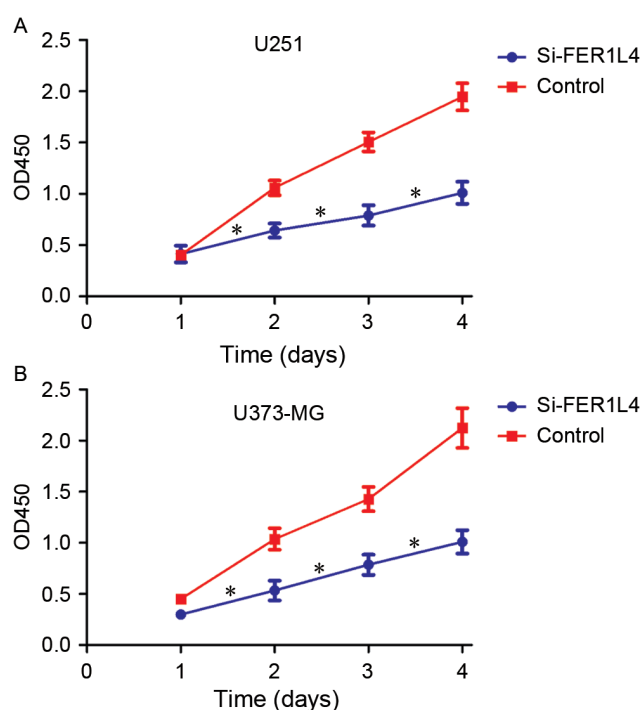 A
U251
Si-FER1L4
Control
OD450
2.5
2.0
1.5
1.0
0.5
0.0
* * *
0 1 2 3 4
Time (days)
B
U373-MG
Si-FER1L4
Control
OD450
2.5
2.0
1.5
1.0
0.5
0.0
* * *
0 1 2 3 4
Time (days)